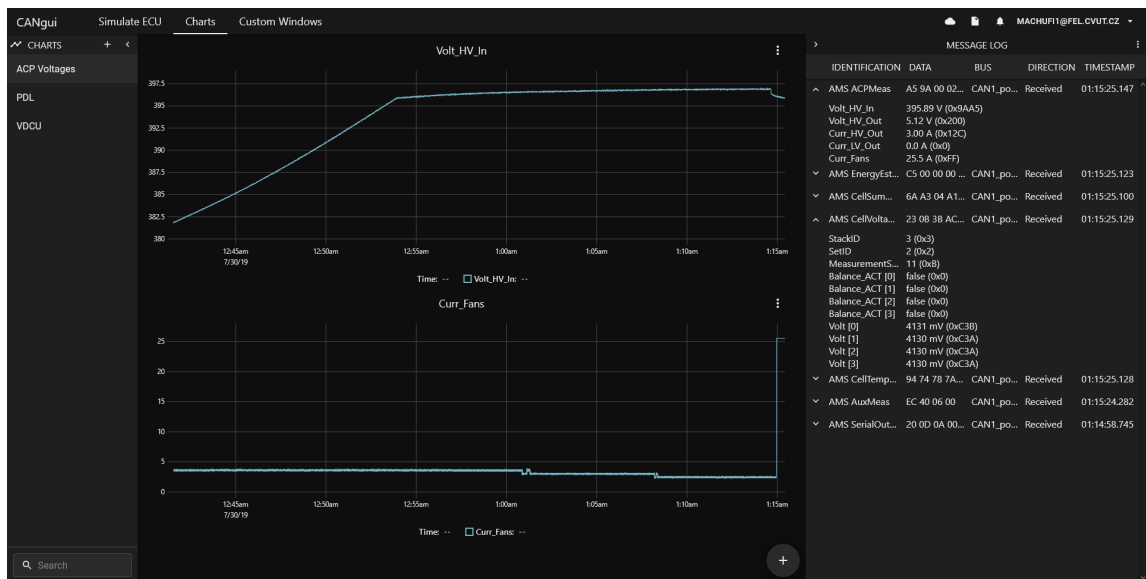 CANgui Simulate ECU Charts Custom Windows MACHUFI1@FEL.CVUT.CZ
CHARTS + <
ACP Voltages
PDL
VDCU
Search
Volt_HV_In
397.5
395
392.5
390
387.5
385
382.5
380
12:45am 12:50am 12:55am 1:00am 1:05am 1:10am 1:15am
7/30/19
Time: -- Volt_HV_In: --
Curr_Fans
25
20
15
10
5
0
12:45am 12:50am 12:55am 1:00am 1:05am 1:10am 1:15am
7/30/19
Time: -- Curr_Fans: --
+
> MESSAGE LOG
IDENTIFICATION DATA BUS DIRECTION TIMESTAMP
AMS ACPMeas A5 9A 00 02... CAN1_po... Received 01:15:25.147
Volt_HV_In 395.89 V (0x9AA5)
Volt_HV_Out 5.12 V (0x200)
Curr_HV_Out 3.00 A (0x12C)
Curr_LV_Out 0.0 A (0x0)
Curr_Fans 25.5 A (0xFF)
AMS EnergyEst... C5 00 00 00 ... CAN1_po... Received 01:15:25.123
AMS CellSum... 6A A3 04 A1... CAN1_po... Received 01:15:25.100
AMS CellVolta... 23 0B 3B AC... CAN1_po... Received 01:15:25.129
StackID 3 (0x3)
SetID 2 (0x2)
MeasurementS... 11 (0xB)
Balance_ACT [0] false (0x0)
Balance_ACT [1] false (0x0)
Balance_ACT [2] false (0x0)
Balance_ACT [3] false (0x0)
Volt [0] 4131 mV (0xC3B)
Volt [1] 4130 mV (0xC3A)
Volt [2] 4130 mV (0xC3A)
Volt [3] 4130 mV (0xC3A)
AMS CellTemp... 94 74 78 7A... CAN1_po... Received 01:15:25.128
AMS AuxMeas EC 40 06 00 CAN1_po... Received 01:15:24.282
AMS SerialOut... 20 0D 0A 00... CAN1_po... Received 01:14:58.745